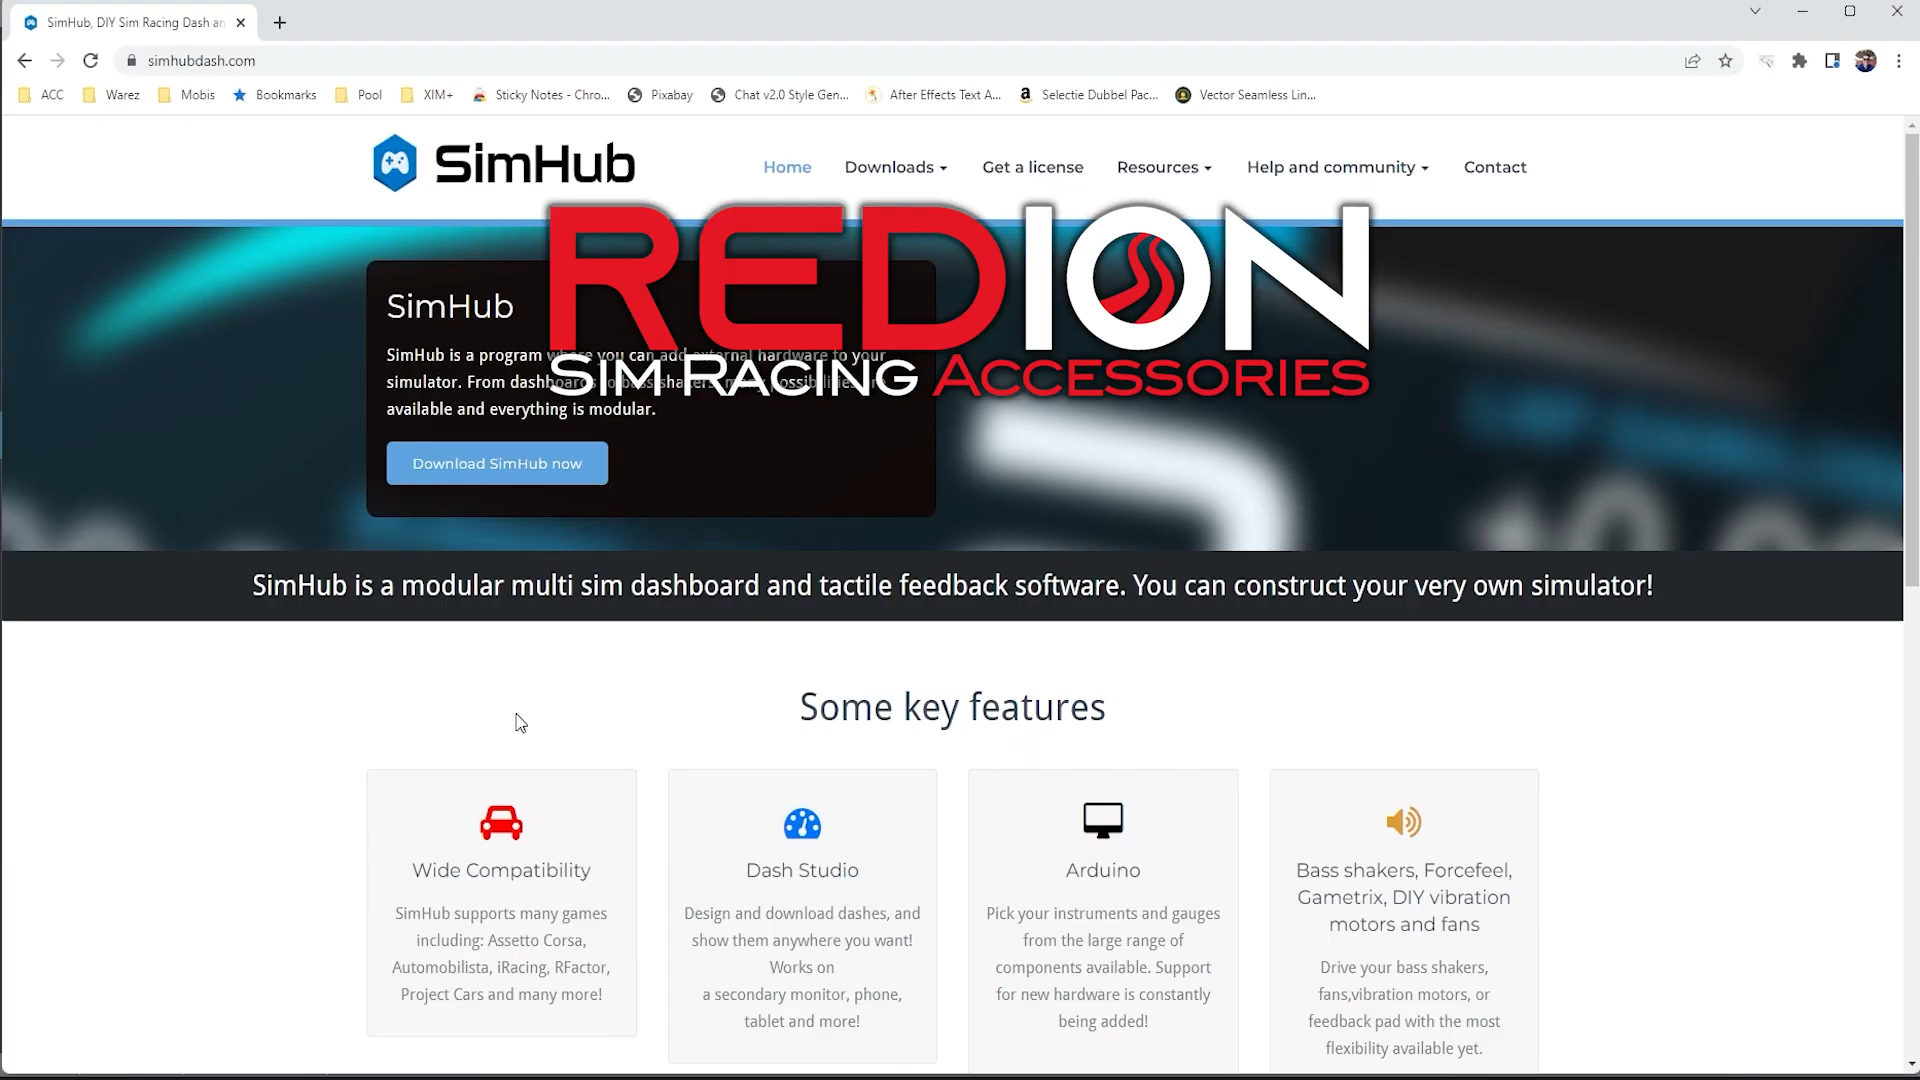 SimHub, DIY Sim Racing Dash an
simhubdash.com
ACC
Warez
Mobis
Bookmarks
Pool
XIM+
Sticky Notes - Chro...
Pixabay
Chat v2.0 Style Gen...
After Effects Text A...
Selectie Dubbel Pac...
Vector Seamless Lin...
SimHub
Home
Downloads
Get a license
Resources
Help and community
Contact
REDION
SIM RACING ACCESSORIES
SimHub
SimHub is a program where you can add external hardware to your
simulator. From dashboards to bass shakers, many possibilities are
available and everything is modular.
Download SimHub now
SimHub is a modular multi sim dashboard and tactile feedback software. You can construct your very own simulator!
Some key features
Wide Compatibility
SimHub supports many games
including: Assetto Corsa,
Automobilista, iRacing, RFactor,
Project Cars and many more!
Dash Studio
Design and download dashes, and
show them anywhere you want!
Works on
a secondary monitor, phone,
tablet and more!
Arduino
Pick your instruments and gauges
from the large range of
components available. Support
for new hardware is constantly
being added!
Bass shakers, Forcefeel,
Gametrix, DIY vibration
motors and fans
Drive your bass shakers,
fans,vibration motors, or
feedback pad with the most
flexibility available yet.